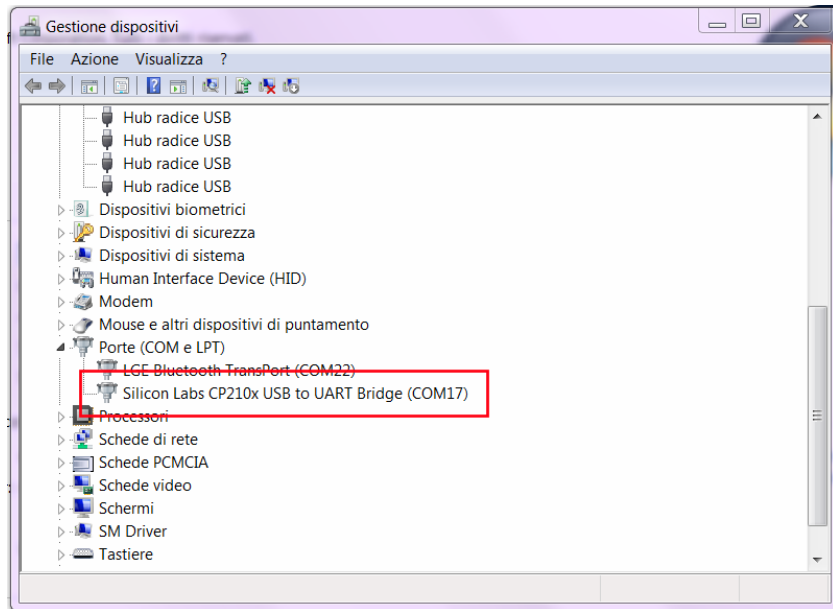 Gestione dispositivi
File Azione Visualizza ?
Hub radice USB
Hub radice USB
Hub radice USB
Hub radice USB
Dispositivi biometrici
Dispositivi di sicurezza
Dispositivi di sistema
Human Interface Device (HID)
Modem
Mouse e altri dispositivi di puntamento
Porte (COM e LPT)
LGE Bluetooth TransPort (COM22)
Silicon Labs CP210x USB to UART Bridge (COM17)
Processori
Schede di rete
Schede PCMCIA
Schede video
Schermi
SM Driver
Tastiere